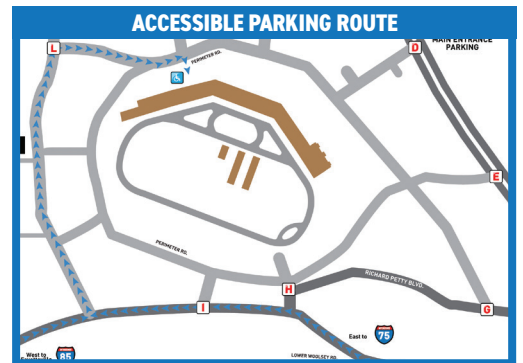 ACCESSIBLE PARKING ROUTE
L
D
MAIN ENTRANCE
PARKING
PERIMETER RD.
E
PERIMETER RD.
H
RICHARD PETTY BLVD.
I
G
East to
75
West to
85
LOWER WOOLSEY RD.